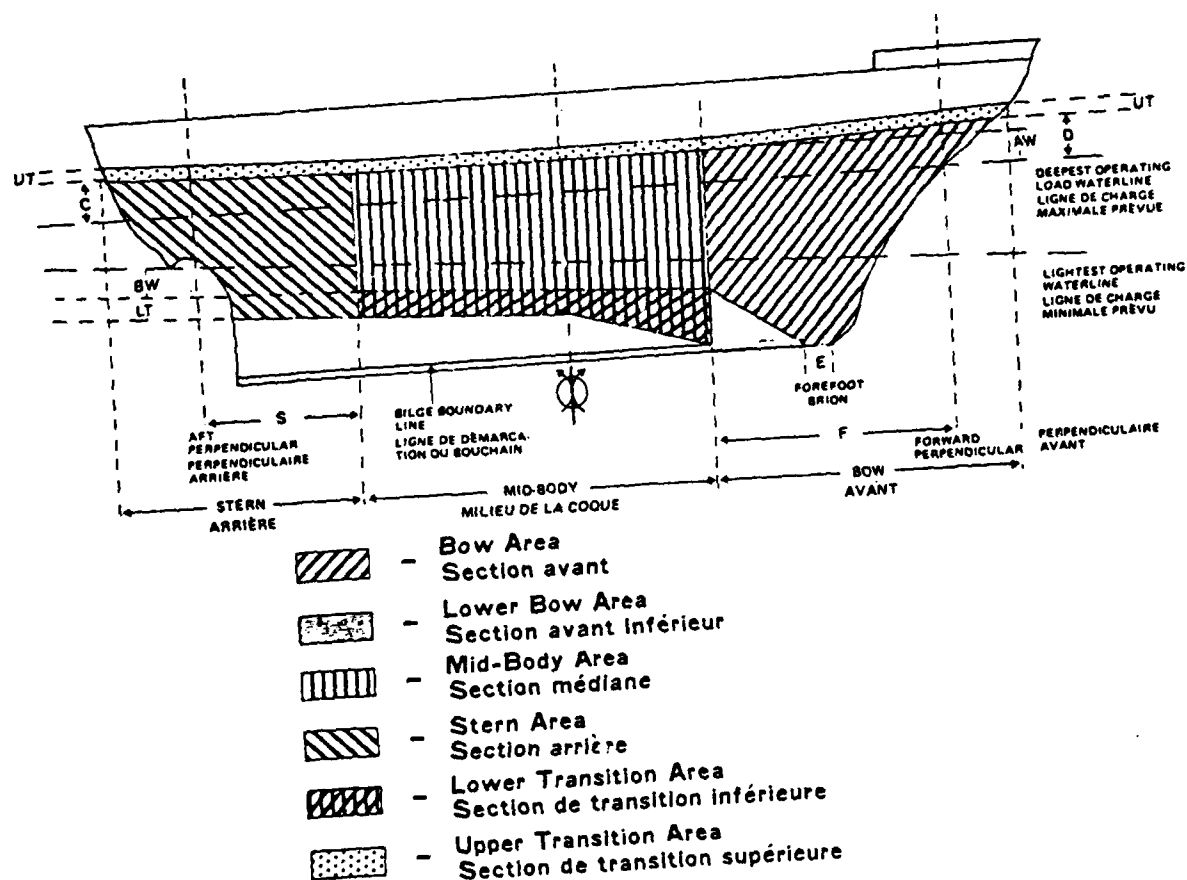 UT
AW
D
DEEPEST OPERATING
LOAD WATERLINE
LIGNE DE CHARGE
MAXIMALE PRÉVUE
UT
C
LIGHTEST OPERATING
WATERLINE
LIGNE DE CHARGE
MINIMALE PRÉVU
BW
LT
E
FOREFOOT
BRION
S
BILGE BOUNDARY
LINE
LIGNE DE DÈMARCA-
TION DU BOUCHAIN
AFT
PERPENDICULAR
PERPENDICULAIRE
ARRIÈRE
F
FORWARD
PERPENDICULAR
PERPENDICULAIRE
AVANT
STERN
ARRIÈRE
MID-BODY
MILIEU DE LA COQUE
BOW
AVANT
- Bow Area
Section avant
- Lower Bow Area
Section avant inférieur
- Mid-Body Area
Section médiane
- Stern Area
Section arrière
- Lower Transition Area
Section de transition inférieure
- Upper Transition Area
Section de transition supérieure